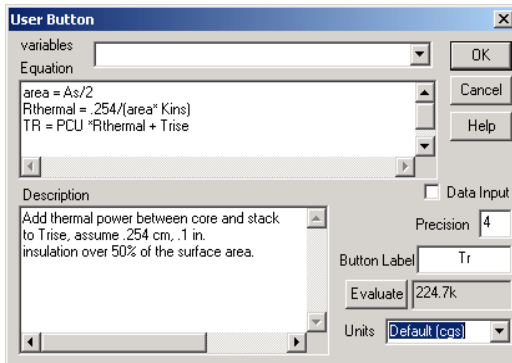 User Button
variables
OK
Equation
area = As/2
Rthermal = .254/(area* Kins)
TR = PCU *Rthermal + Trise
Cancel
Help
Description
Data Input
Add thermal power between core and stack
to Trise, assume .254 cm, .1 in.
insulation over 50% of the surface area.
Precision 4
Button Label Tr
Evaluate 224.7k
Units Default (cgs)